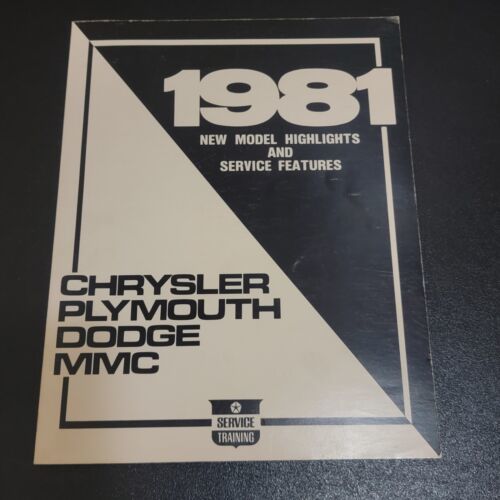 1981
NEW MODEL HIGHLIGHTS
AND
SERVICE FEATURES
CHRYSLER
PLYMOUTH
DODGE
MMC
SERVICE
TRAINING